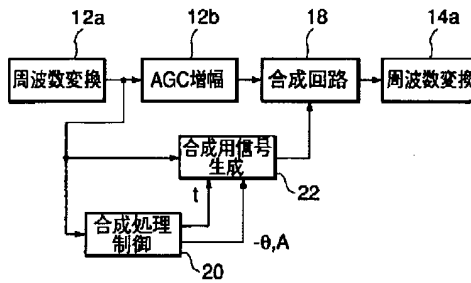 12a
12b
18
14a
周波数変換
AGC増幅
合成回路
周波数変換
合成用信号
生成
22
t
合成処理
制御
-θ,A
20